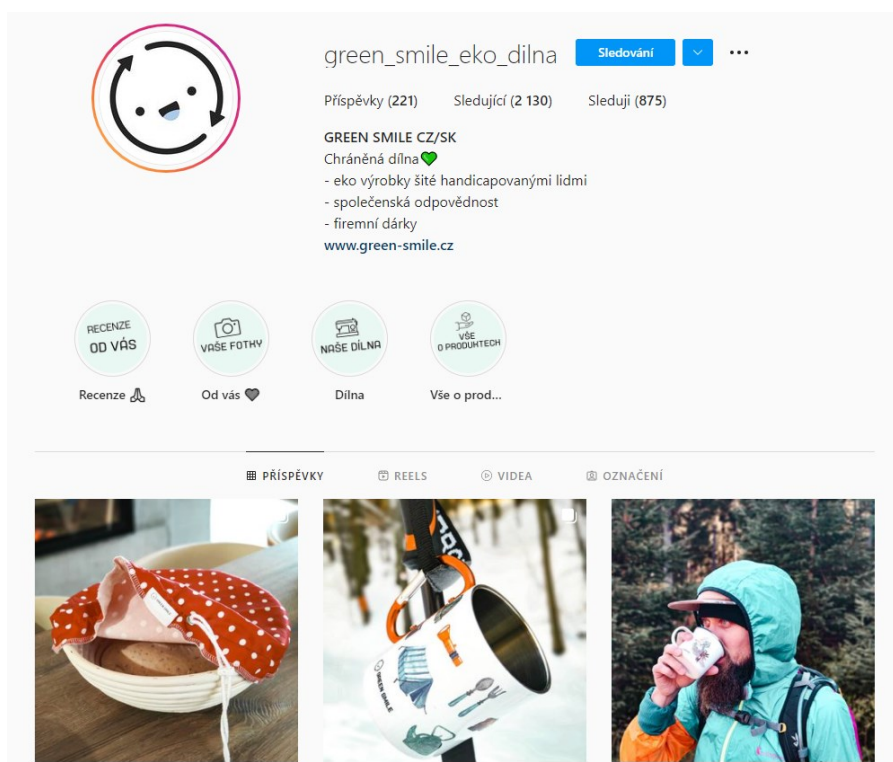 green_smile_eko_dilna
Sledování
Příspěvky (221) Sledující (2 130) Sleduji (875)
GREEN SMILE CZ/SK
Chráněná dílna
- eko výrobky šité handicapovanými lidmi
- společenská odpovědnost
- firemní dárky
www.green-smile.cz
RECENZE
OD VÁS
VAŠE FOTKY
NAŠE DÍLNA
VŠE
O PRODUKTECH
Recenze
Od vás
Dílna
Vše o prod...
PŘÍSPĚVKY
REELS
VIDEA
OZNAČENÍ
GREEN SMILE